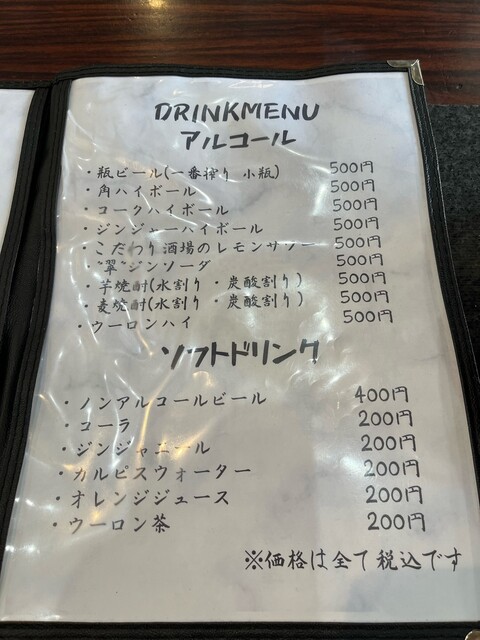 DRINKMENU
アルコール
・瓶ビール(一番搾り 小瓶) 500円
・角ハイボール 500円
・コークハイボール 500円
・ジンジャーハイボール 500円
・こだわり酒場のレモンサワー 500円
・"翠"ジンソーダ 500円
・芋焼酎(水割り ・炭酸割り) 500円
・麦焼酎(水割り ・炭酸割り) 500円
・ウーロンハイ 500円
ソフトドリンク
・ノンアルコールビール 400円
・コーラ 200円
・ジンジャエール 200円
・カルピスウォーター 200円
・オレンジジュース 200円
・ウーロン茶 200円
※価格は全て税込です